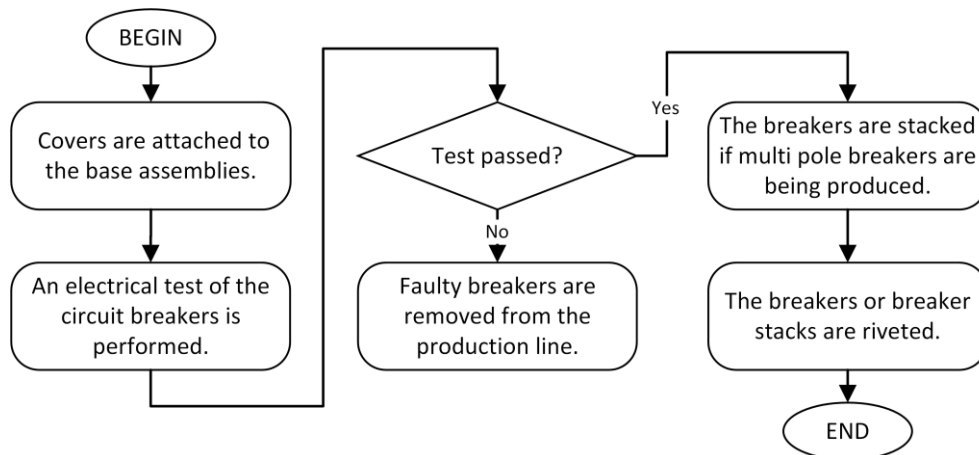 BEGIN
Covers are attached to
the base assemblies.
An electrical test of the
circuit breakers is
performed.
Test passed?
Yes
No
Faulty breakers are
removed from the
production line.
The breakers are stacked
if multi pole breakers are
being produced.
The breakers or breaker
stacks are riveted.
END